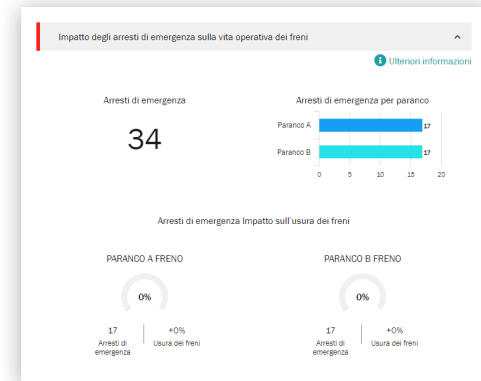 Impatto degli arresti di emergenza sulla vita operativa dei freni
Ulteriori informazioni
Arresti di emergenza
34
Arresti di emergenza per paranco
Paranco A
17
Paranco B
17
0 5 10 15 20
Arresti di emergenza Impatto sull'usura dei freni
PARANCO A FRENO
0%
17
Arresti di
emergenza
+0%
Usura dei freni
PARANCO B FRENO
0%
17
Arresti di
emergenza
+0%
Usura dei freni